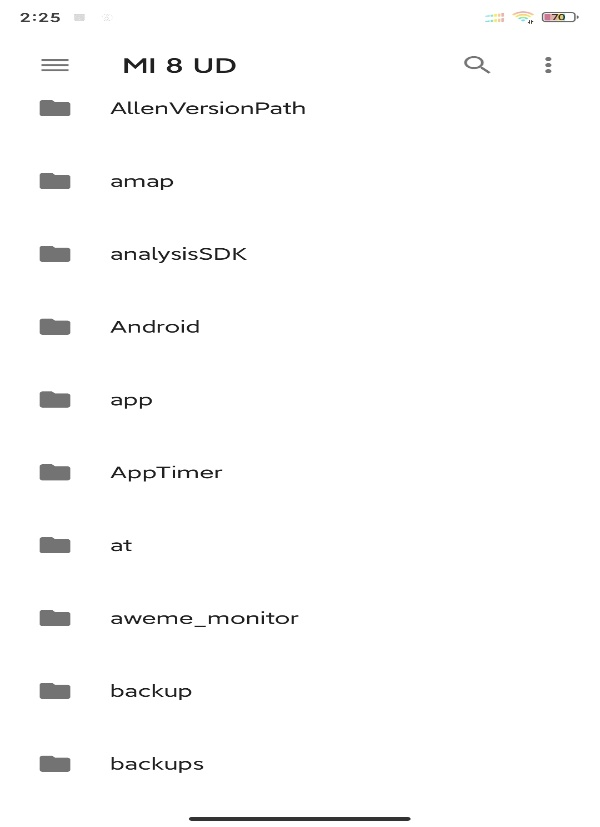 2:25
70
MI 8 UD
AllenVersionPath
amap
analysisSDK
Android
app
AppTimer
at
aweme_monitor
backup
backups